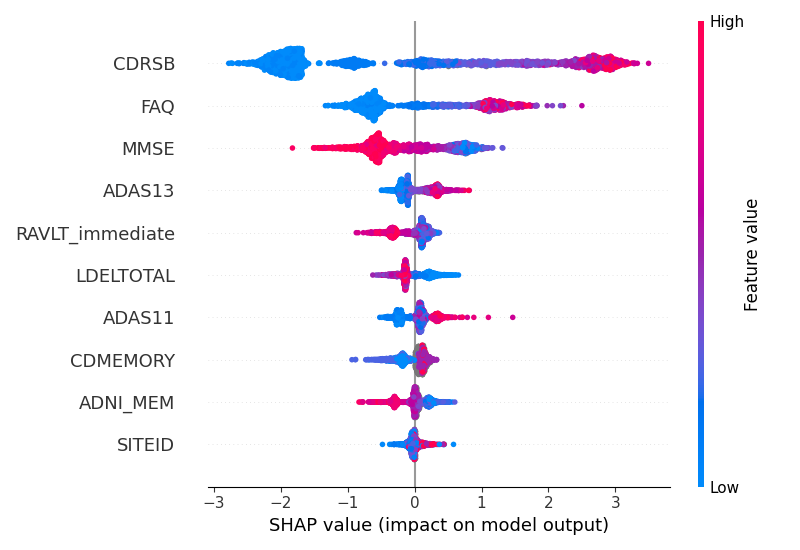 High
CDRSB
FAQ
MMSE
ADAS13
RAVLT_immediate
LDELTOTAL
ADAS11
CDMEMORY
ADNI_MEM
SITEID
Feature value
Low
−3 −2 −1 0 1 2 3
SHAP value (impact on model output)